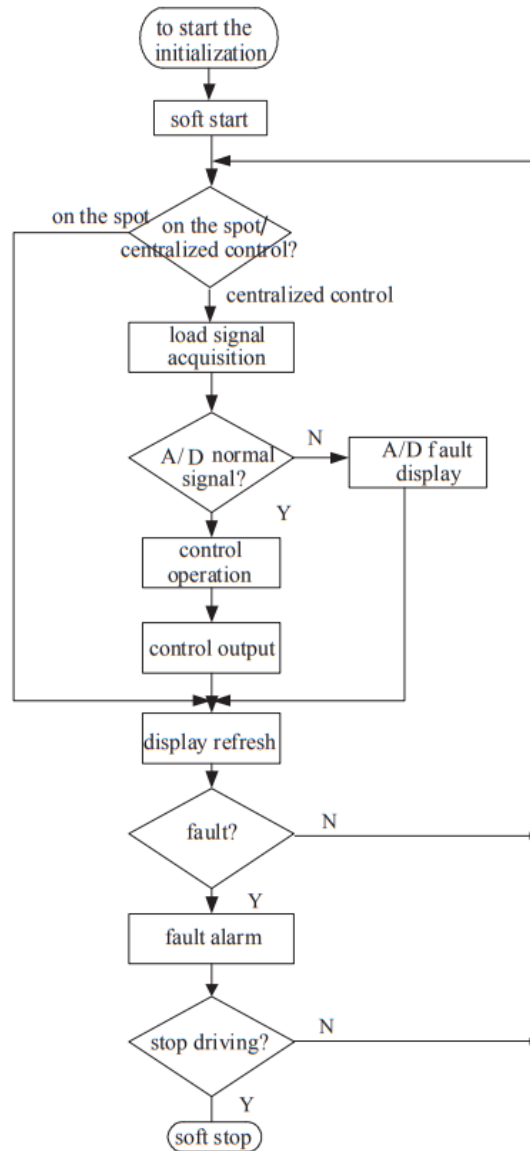 to start the
initialization
soft start
on the spot
on the spot/
centralized control?
centralized control
load signal
acquisition
A/D normal
signal?
N
A/D fault
display
Y
control
operation
control output
display refresh
fault?
N
Y
fault alarm
stop driving?
N
Y
soft stop